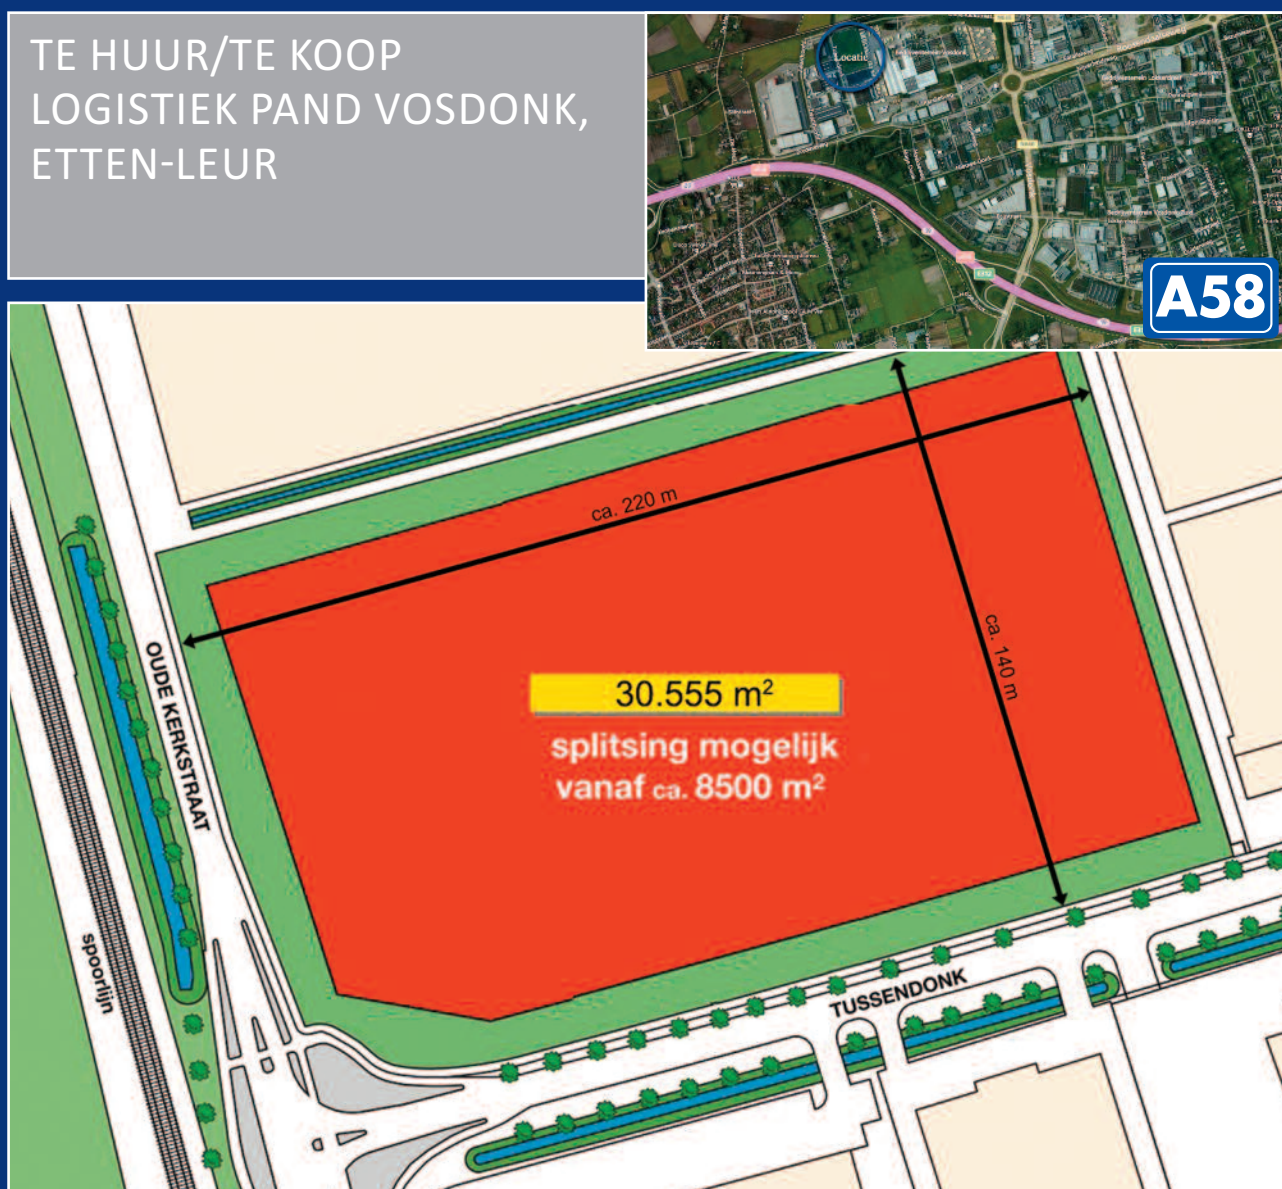 TE HUUR/TE KOOP
LOGISTIEK PAND VOSDONK,
ETTEN-LEUR
Locatie
A58
ca. 220 m
ca. 140 m
30.555 m²
splitsing mogelijk
vanaf ca. 8500 m²
OUDE KERKSTRAAT
spoorlijn
TUSSENDONK